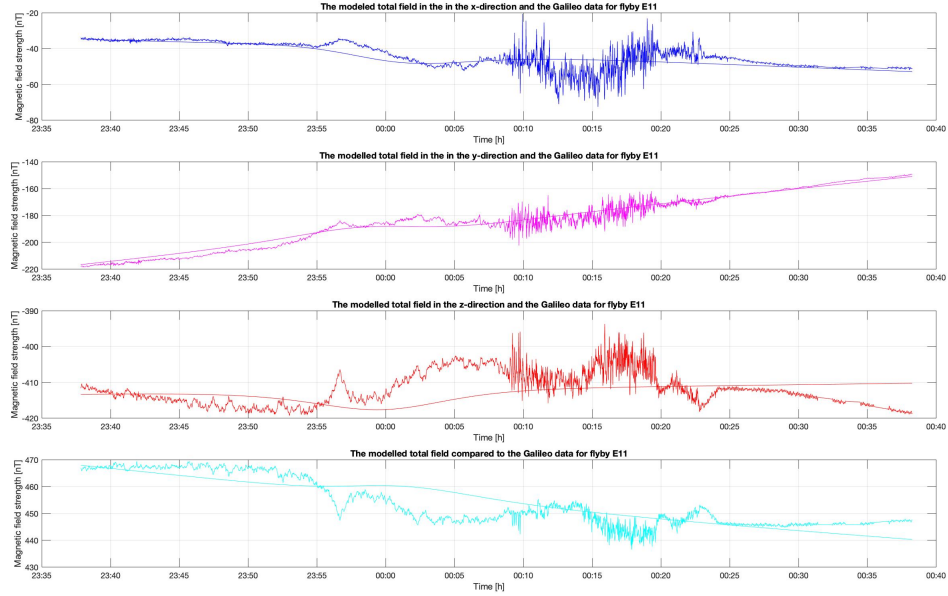 The modeled total field in the in the x-direction and the Galileo data for flyby E11
Magnetic field strength [nT]
-20
-40
-60
-80
23:35 23:40 23:45 23:50 23:55 00:00 00:05 00:10 00:15 00:20 00:25 00:30 00:35 00:40
Time [h]
The modelled total field in the in the y-direction and the Galileo data for flyby E11
Magnetic field strength [nT]
-140
-160
-180
-200
-220
23:35 23:40 23:45 23:50 23:55 00:00 00:05 00:10 00:15 00:20 00:25 00:30 00:35 00:40
Time [h]
The modelled total field in the z-direction and the Galileo data for flyby E11
Magnetic field strength [nT]
-390
-400
-410
-420
23:35 23:40 23:45 23:50 23:55 00:00 00:05 00:10 00:15 00:20 00:25 00:30 00:35 00:40
Time [h]
The modelled total field compared to the Galileo data for flyby E11
Magnetic field strength [nT]
470
460
450
440
430
23:35 23:40 23:45 23:50 23:55 00:00 00:05 00:10 00:15 00:20 00:25 00:30 00:35 00:40
Time [h]